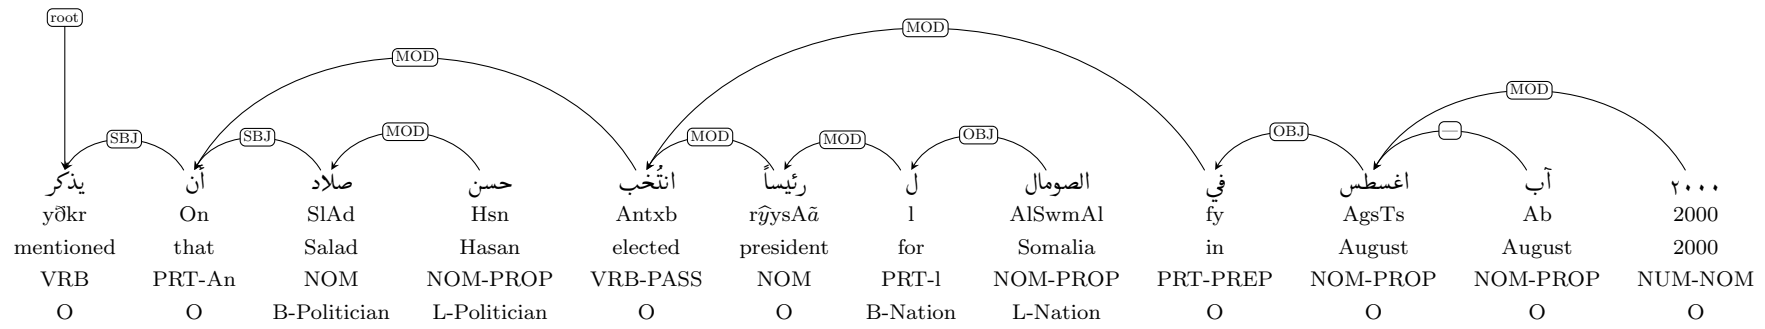 root
MOD
MOD
MOD
SBJ SBJ MOD MOD MOD OBJ OBJ —
يذكر أن صلاد حسن انتُخب رئيساً ل الصومال في اغسطس آب ٢٠٠٠
yðkr On SlAd Hsn Antxb rŷysAã l AlSwmAl fy AgsTs Ab 2000
mentioned that Salad Hasan elected president for Somalia in August August 2000
VRB PRT-An NOM NOM-PROP VRB-PASS NOM PRT-l NOM-PROP PRT-PREP NOM-PROP NOM-PROP NUM-NOM
O O B-Politician L-Politician O O B-Nation L-Nation O O O O